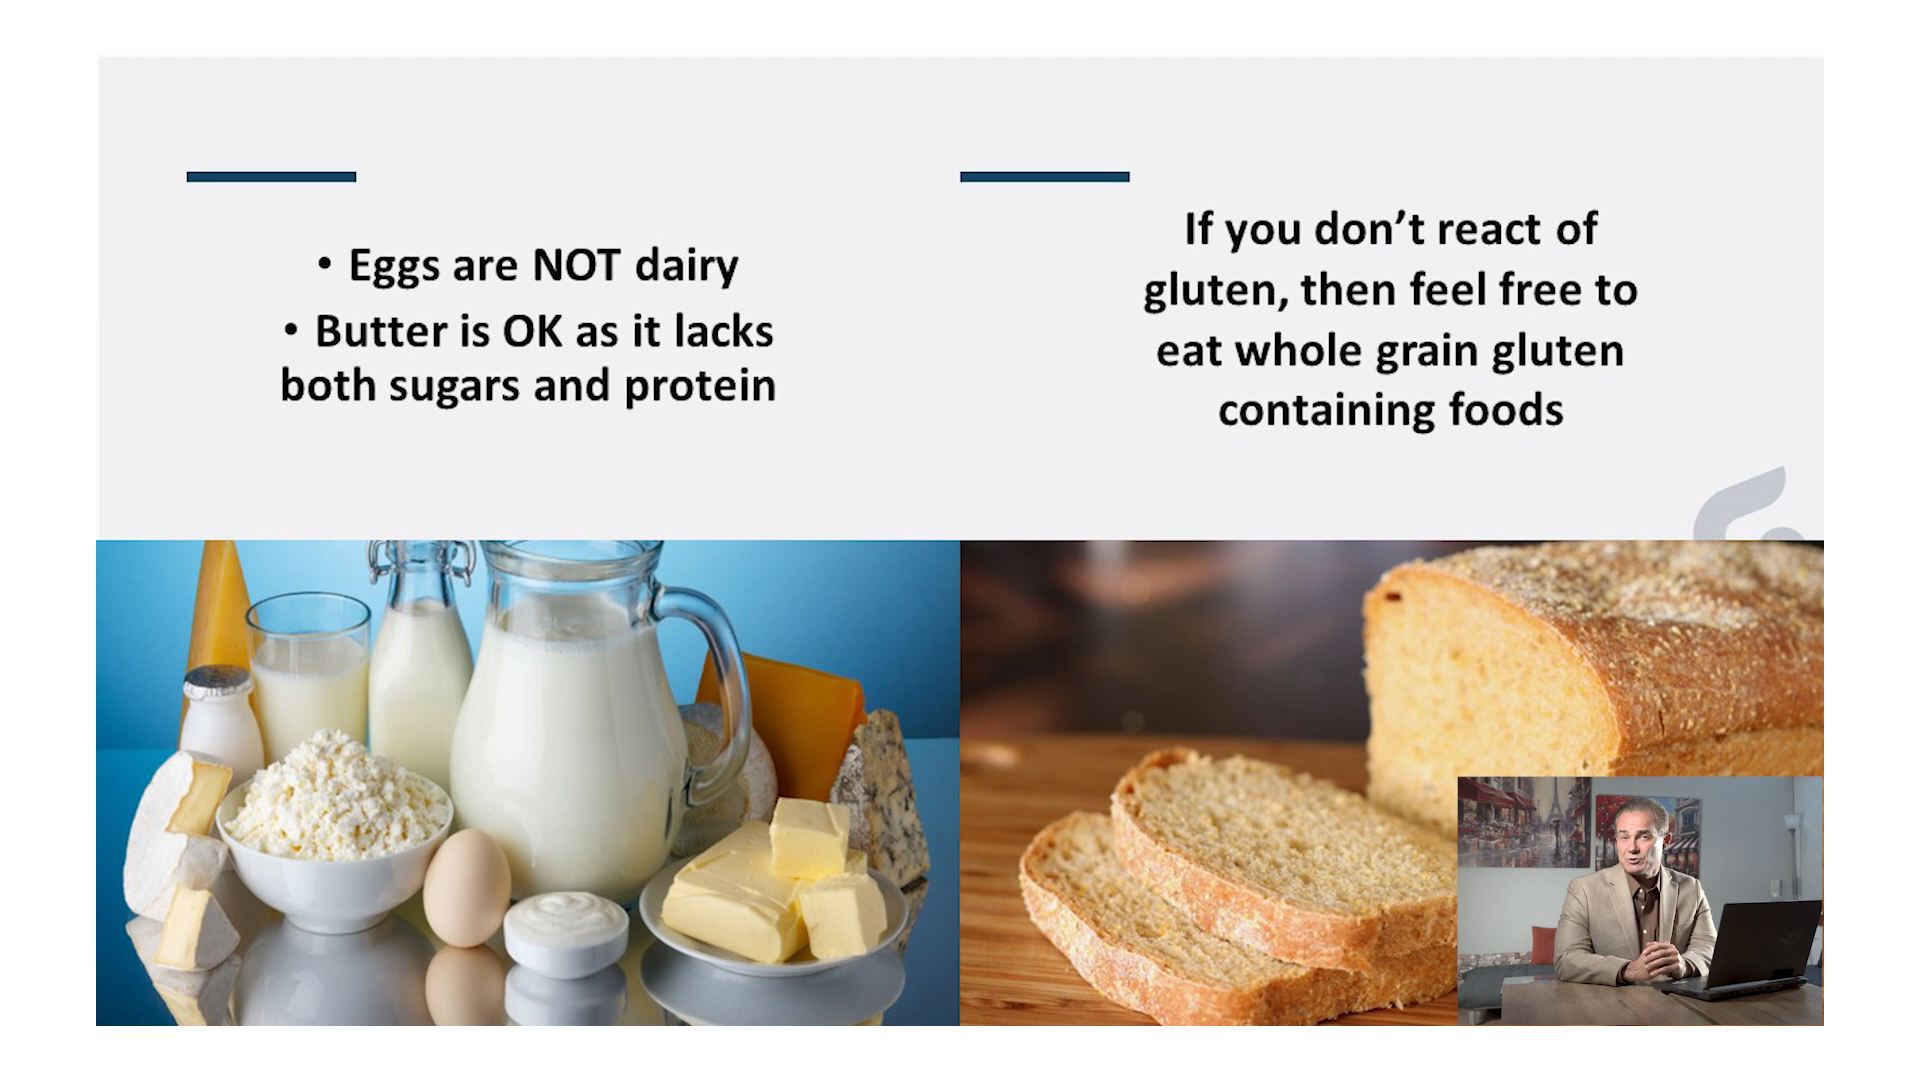 • Eggs are NOT dairy
• Butter is OK as it lacks
both sugars and protein
If you don’t react of
gluten, then feel free to
eat whole grain gluten
containing foods